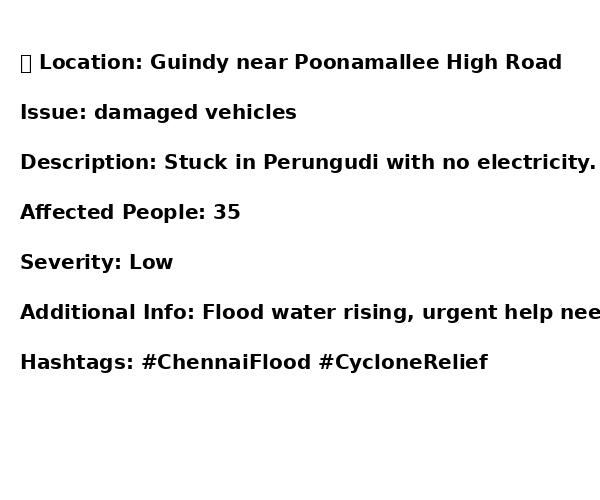 Location: Guindy near Poonamallee High Road
Issue: damaged vehicles
Description: Stuck in Perungudi with no electricity.
Affected People: 35
Severity: Low
Additional Info: Flood water rising, urgent help nee
Hashtags: #ChennaiFlood #CycloneRelief